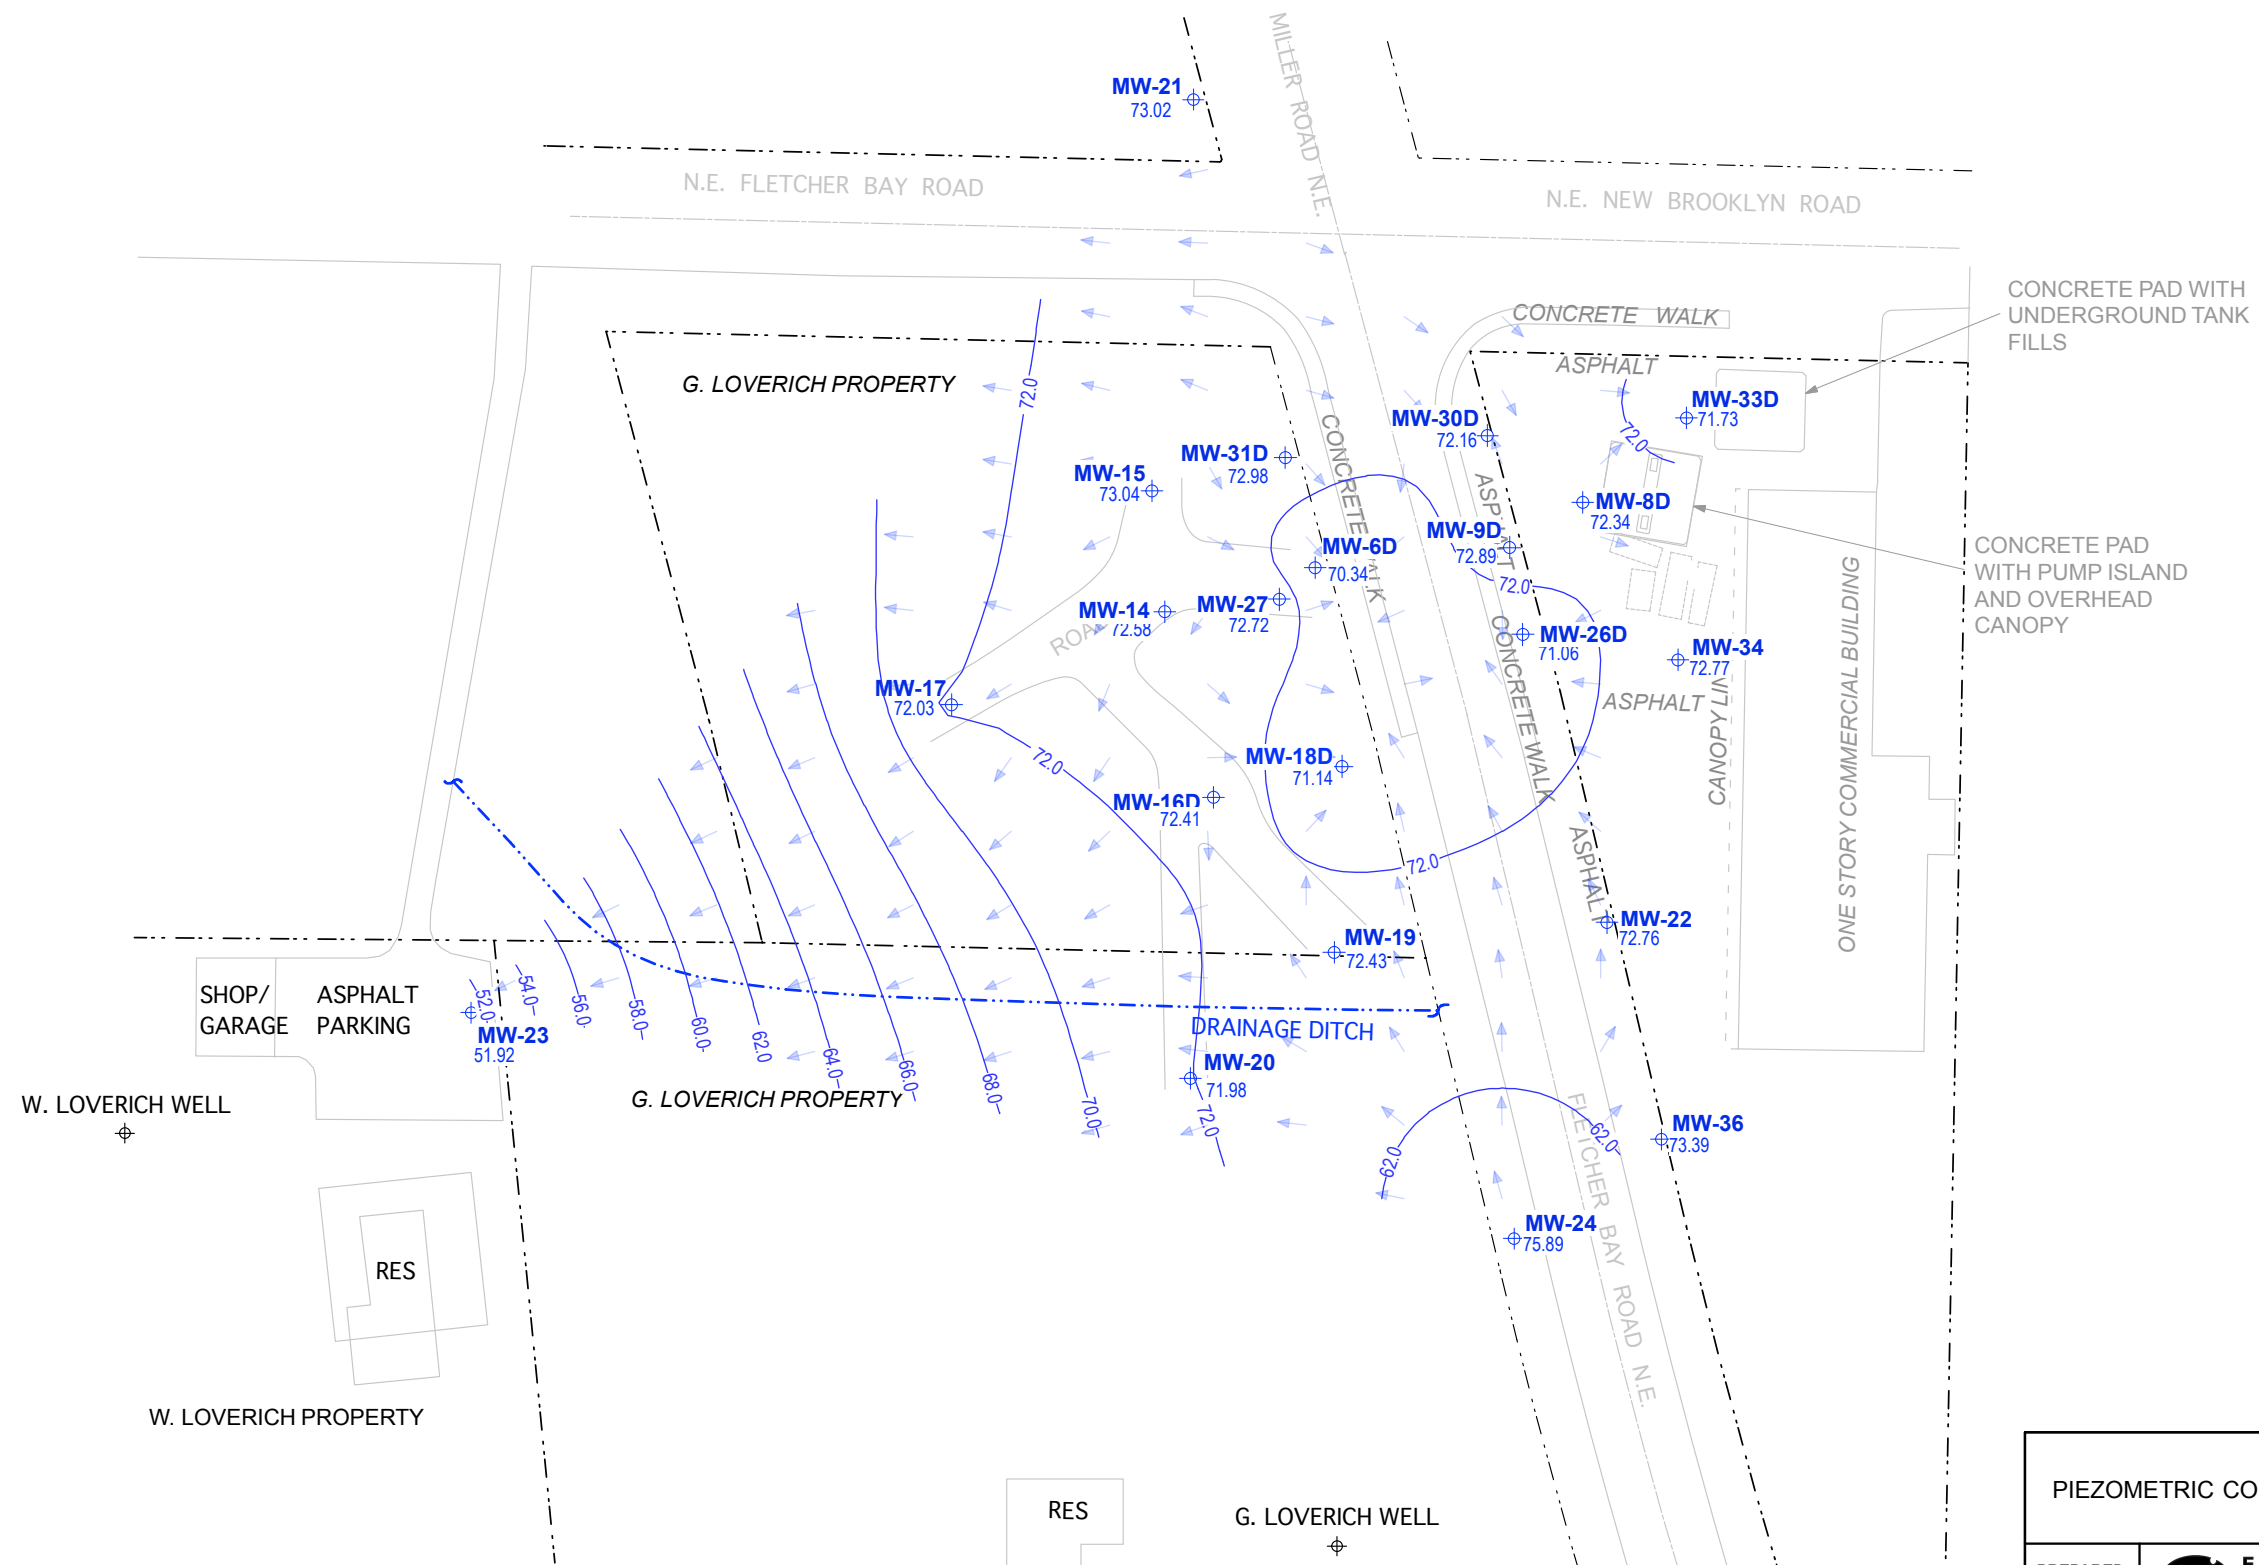 MW-21
73.02
MILLER ROAD N.E.
N.E. FLETCHER BAY ROAD
N.E. NEW BROOKLYN ROAD
CONCRETE PAD WITH
UNDERGROUND TANK
FILLS
CONCRETE WALK
ASPHALT
G. LOVERICH PROPERTY
72.0
MW-33D
71.73
MW-30D
72.16
72.0
CONCRETE WALK
MW-31D
72.98
MW-15
73.04
ASPHALT
MW-8D
72.34
MW-9D
72.89
MW-6D
70.34
CONCRETE PAD
WITH PUMP ISLAND
AND OVERHEAD
CANOPY
72.0
MW-14
72.58
MW-27
72.72
MW-26D
71.06
MW-34
72.77
CONCRETE WALK
ASPHALT
CANOPY
ONE STORY COMMERCIAL BUILDING
MW-17
72.03
72.0
MW-18D
71.14
MW-16D
72.41
72.0
ASPHALT
MW-22
72.76
MW-19
72.43
SHOP/
GARAGE
ASPHALT
PARKING
52.0
54.0
56.0
58.0
60.0
62.0
64.0
66.0
68.0
70.0
72.0
MW-23
51.92
DRAINAGE DITCH
MW-20
71.98
G. LOVERICH PROPERTY
W. LOVERICH WELL
62.0
62.0
MW-36
73.39
FLETCHER BAY ROAD N.E.
MW-24
75.89
RES
W. LOVERICH PROPERTY
RES
G. LOVERICH WELL
PIEZOMETRIC CO